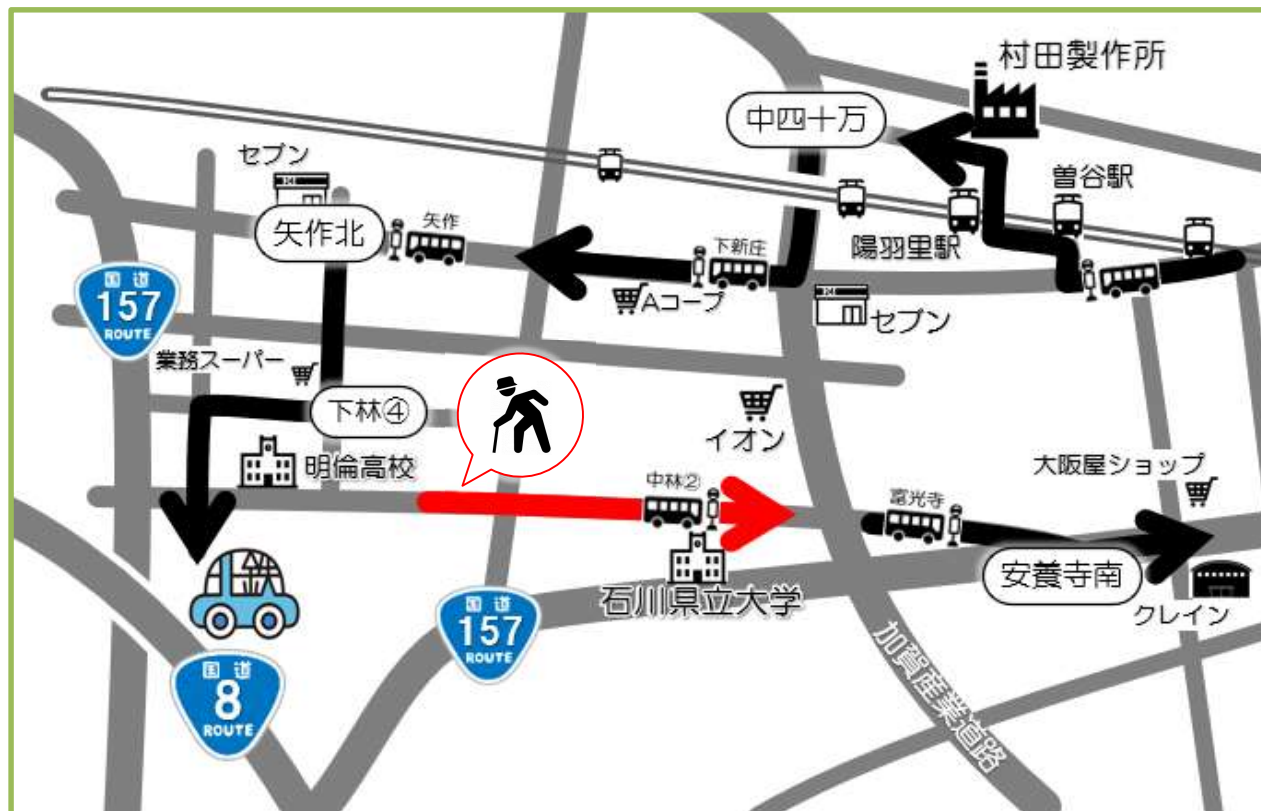 村田製作所
中四十万
セブン
曽谷駅
矢作北
矢作
下新庄
陽羽里駅
国道
157
ROUTE
Aコープ
セブン
業務スーパー
下林④
イオン
明倫高校
中林②
大阪屋ショップ
富光寺
石川県立大学
安養寺南
国道
157
ROUTE
クレイン
加賀産業道路
国道
8
ROUTE